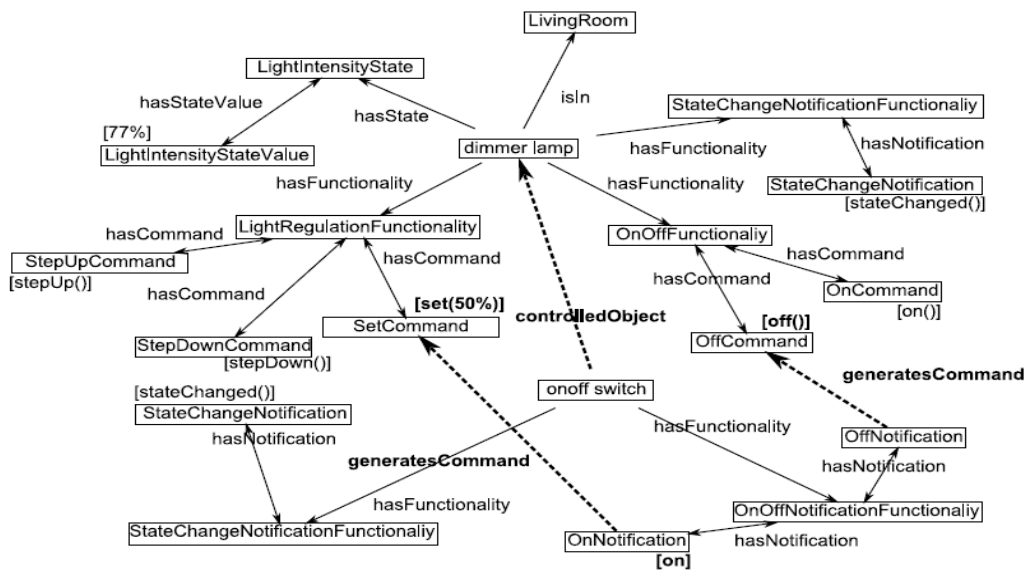 LivingRoom
LightIntensityState
hasStateValue
isIn
StateChangeNotificationFunctionaliy
hasState
[77%]
dimmer lamp
hasFunctionality
hasNotification
LightIntensityStateValue
hasFunctionality
hasFunctionality
StateChangeNotification
[stateChanged()]
LightRegulationFunctionality
hasCommand
OnOffFunctionaliy
StepUpCommand
hasCommand
hasCommand
[stepUp()]
hasCommand
hasCommand
OnCommand
[set(50%)]
[on()]
SetCommand
controlledObject
[off()]
StepDownCommand
OffCommand
[stepDown()]
generatesCommand
[stateChanged()]
onoff switch
StateChangeNotification
hasFunctionality
OffNotification
hasNotification
generatesCommand
hasNotification
hasFunctionality
OnOffNotificationFunctionaliy
StateChangeNotificationFunctionaliy
OnNotification
hasNotification
[on]